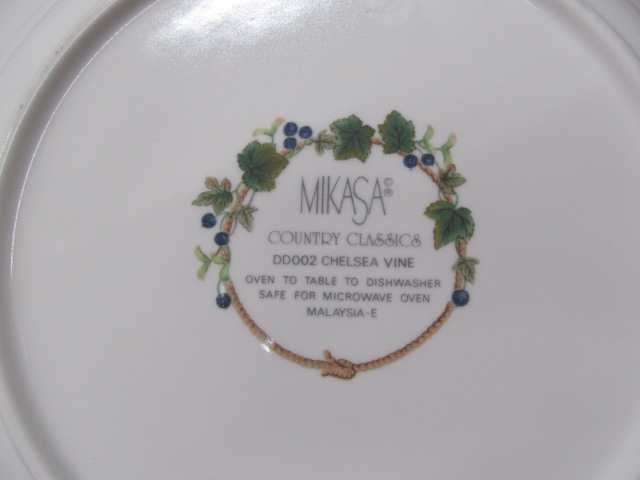 MIKASA©®
COUNTRY CLASSICS
DD002 CHELSEA VINE
OVEN TO TABLE TO DISHWASHER
SAFE FOR MICROWAVE OVEN
MALAYSIA-E